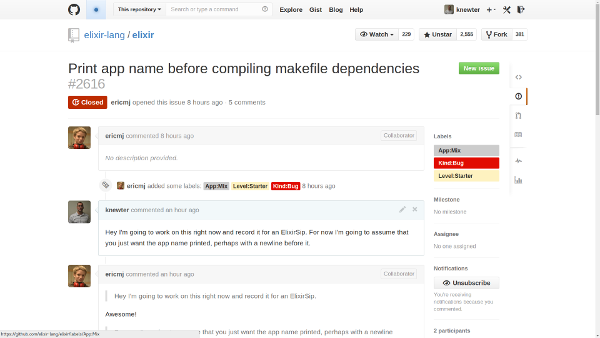 This repository Search or type a command Explore Gist Blog Help knewter
elixir-lang / elixir Watch 229 Unstar 2,555 Fork 381
Print app name before compiling makefile dependencies
#2616
New issue
Closed ericmj opened this issue 8 hours ago · 5 comments
ericmj commented 8 hours ago Collaborator
No description provided.
ericmj added some labels: App:Mix Level:Starter Kind:Bug 8 hours ago
knewter commented an hour ago
Hey I'm going to work on this right now and record it for an ElixirSip. For now I'm going to assume that
you just want the app name printed, perhaps with a newline before it.
ericmj commented an hour ago Collaborator
Hey I'm going to work on this right now and record it for an ElixirSip.
Awesome!
that you just want the app name printed, perhaps with a newline
Labels
App:Mix
Kind:Bug
Level:Starter
Milestone
No milestone
Assignee
No one assigned
Notifications
Unsubscribe
You're receiving
notifications because you
commented.
2 participants
https://github.com/elixir-lang/elixir/labels/App:Mix